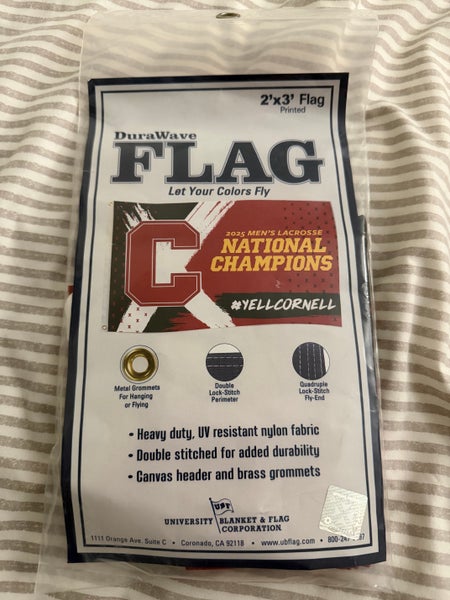 2'x3' Flag
Printed
DuraWave
FLAG
Let Your Colors Fly
2025 MEN'S LACROSSE
NATIONAL
CHAMPIONS
C
#YELLCORNELL
Metal Grommets
For Hanging
or Flying
Double
Lock-Stitch
Perimeter
Quadruple
Lock-Stitch
Fly-End
• Heavy duty, UV resistant nylon fabric
• Double stitched for added durability
• Canvas header and brass grommets
UBF
UNIVERSITY BLANKET & FLAG
CORPORATION
1111 Orange Ave, Suite C • Coronado, CA 92118 • www.ubflag.com •